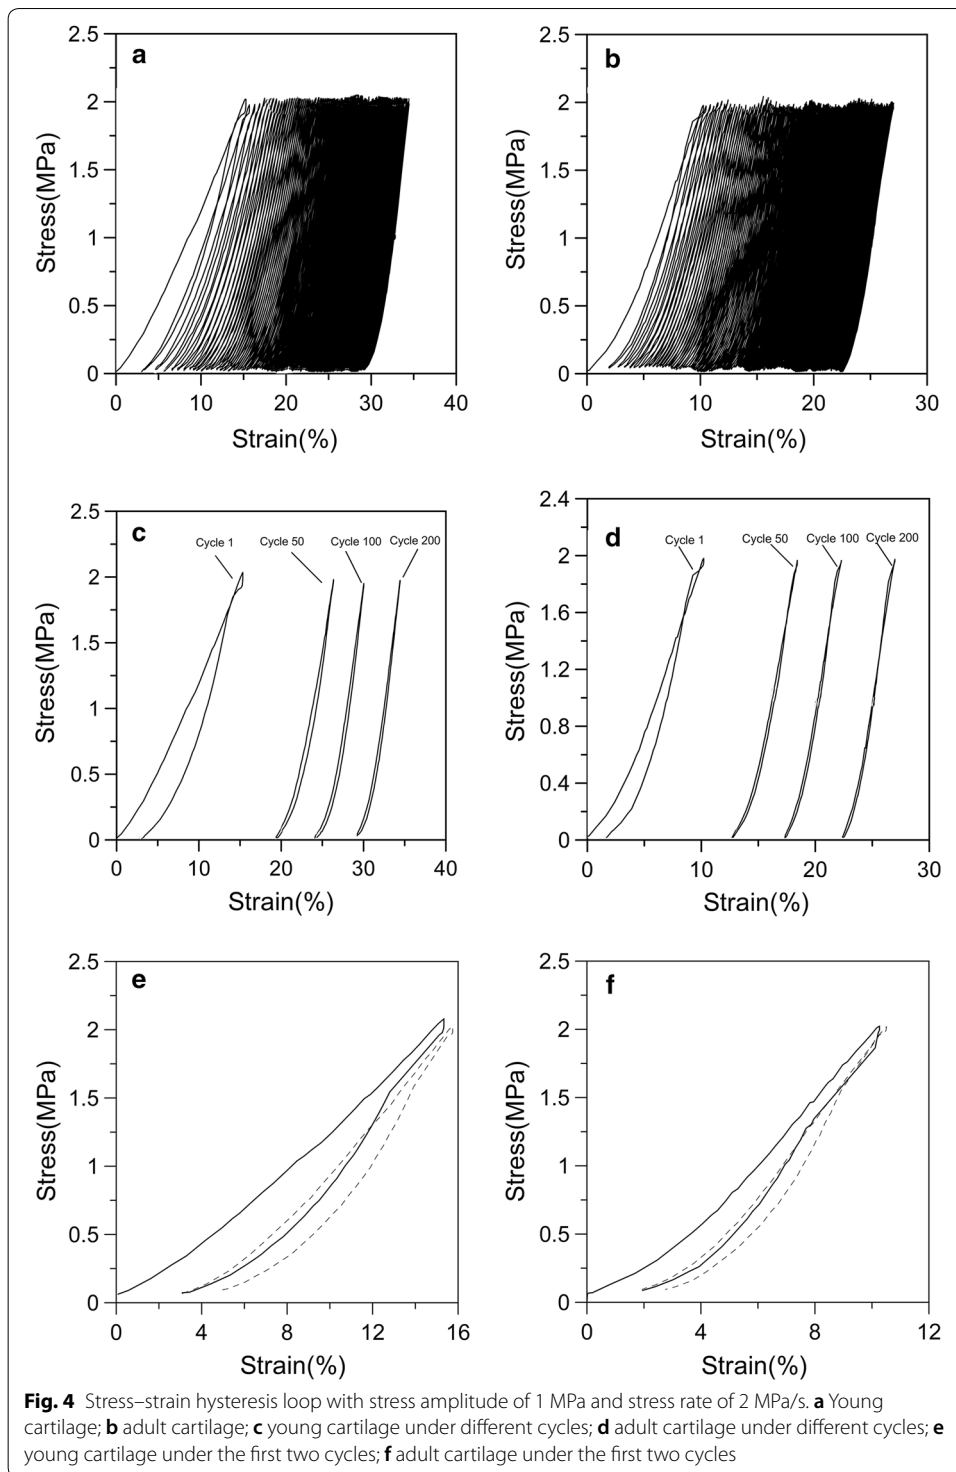 a
2.5
2
1.5
1
0.5
0
Stress(MPa)
0 10 20 30 40
Strain(%)
b
2.5
2
1.5
1
0.5
0
Stress(MPa)
0 10 20 30
Strain(%)
c
2.5
2
1.5
1
0.5
0
Stress(MPa)
Cycle 1 Cycle 50 Cycle 100 Cycle 200
0 10 20 30 40
Strain(%)
d
2.4
2
1.6
1.2
0.8
0.4
0
Stress(MPa)
Cycle 1 Cycle 50 Cycle 100 Cycle 200
0 10 20 30
Strain(%)
e
2.5
2
1.5
1
0.5
0
Stress(MPa)
0 4 8 12 16
Strain(%)
f
2.5
2
1.5
1
0.5
0
Stress(MPa)
0 4 8 12
Strain(%)
Fig. 4 Stress–strain hysteresis loop with stress amplitude of 1 MPa and stress rate of 2 MPa/s. a Young
cartilage; b adult cartilage; c young cartilage under different cycles; d adult cartilage under different cycles; e
young cartilage under the first two cycles; f adult cartilage under the first two cycles